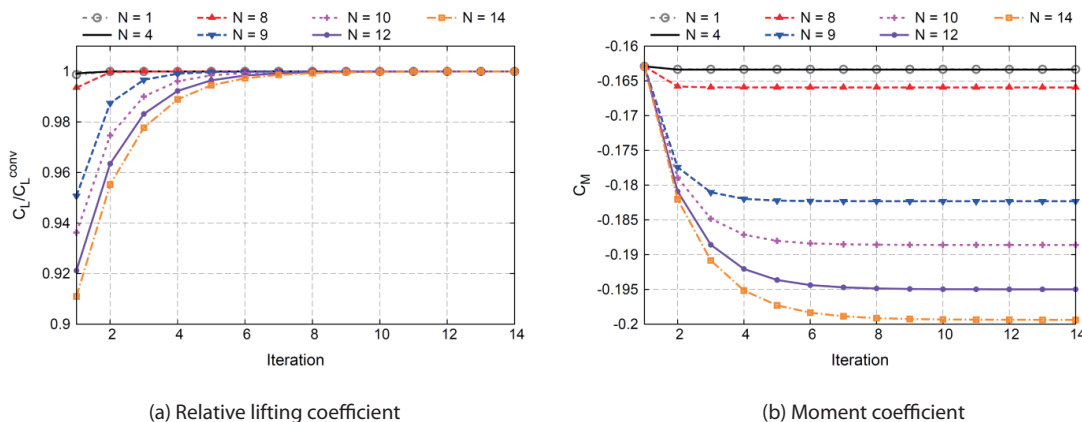 N = 1 N = 8 N = 10 N = 14
N = 4 N = 9 N = 12
1
0.98
0.96
0.94
0.92
0.9
C_L/C_L^conv
2 4 6 8 10 12 14
Iteration
(a) Relative lifting coefficient
N = 1 N = 8 N = 10 N = 14
N = 4 N = 9 N = 12
-0.16
-0.165
-0.17
-0.175
-0.18
-0.185
-0.19
-0.195
-0.2
C_M
2 4 6 8 10 12 14
Iteration
(b) Moment coefficient